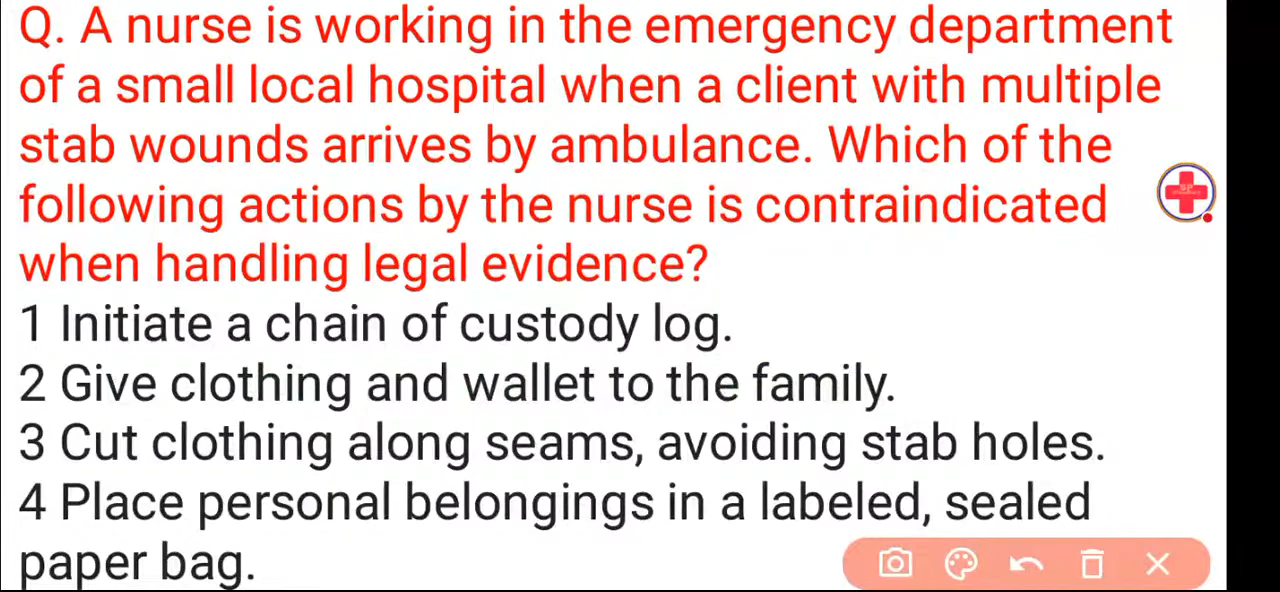 Q. A nurse is working in the emergency department
of a small local hospital when a client with multiple
stab wounds arrives by ambulance. Which of the
following actions by the nurse is contraindicated
when handling legal evidence?
1 Initiate a chain of custody log.
2 Give clothing and wallet to the family.
3 Cut clothing along seams, avoiding stab holes.
4 Place personal belongings in a labeled, sealed
paper bag.